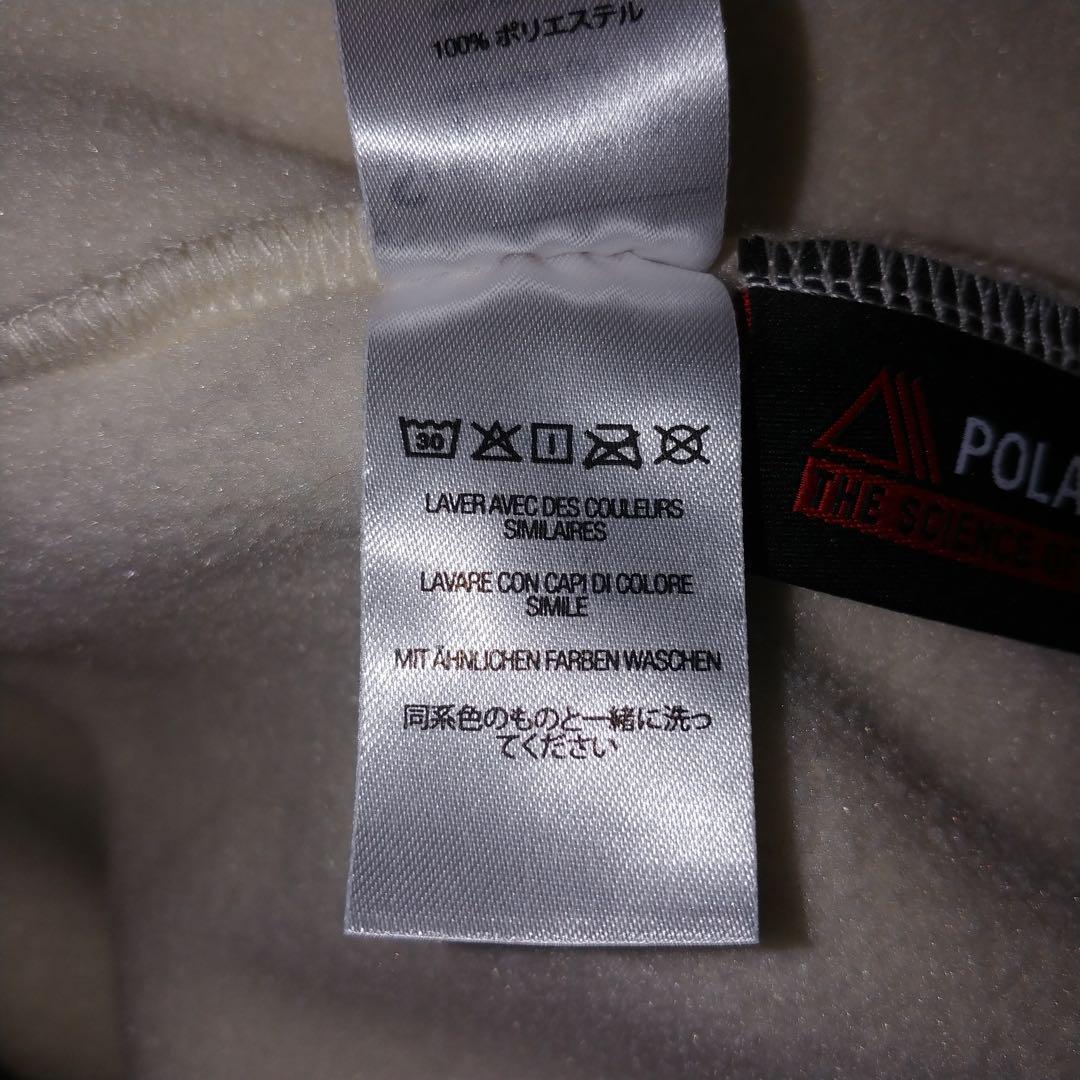 100% ポリエステル
30
LAVER AVEC DES COULEURS
SIMILAIRES
LAVARE CON CAPI DI COLORE
SIMILE
MIT ÄHNLICHEN FARBEN WASCHEN
同系色のものと一緒に洗っ
てください
POLA
THE SCIENCE OF